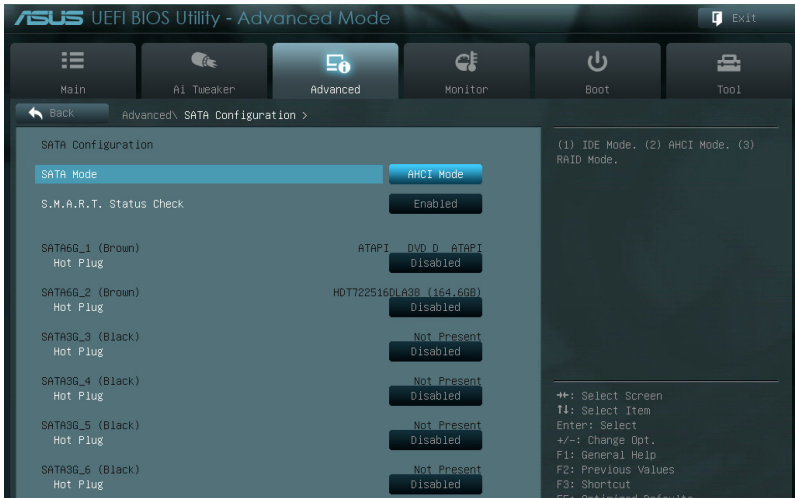 ASUS UEFI BIOS Utility - Advanced Mode
Exit
Main
Ai Tweaker
Advanced
Monitor
Boot
Tool
Back
Advanced\ SATA Configuration >
SATA Configuration
SATA Mode AHCI Mode
S.M.A.R.T. Status Check Enabled
SATA6G_1 (Brown) ATAPI DVD D ATAPI
Hot Plug Disabled
SATA6G_2 (Brown) HDT722516DLA38 (164.6GB)
Hot Plug Disabled
SATA3G_3 (Black) Not Present
Hot Plug Disabled
SATA3G_4 (Black) Not Present
Hot Plug Disabled
SATA3G_5 (Black) Not Present
Hot Plug Disabled
SATA3G_6 (Black) Not Present
Hot Plug Disabled
(1) IDE Mode. (2) AHCI Mode. (3)
RAID Mode.
→←: Select Screen
↑↓: Select Item
Enter: Select
+/-: Change Opt.
F1: General Help
F2: Previous Values
F3: Shortcut
F5: Optimized Defaults